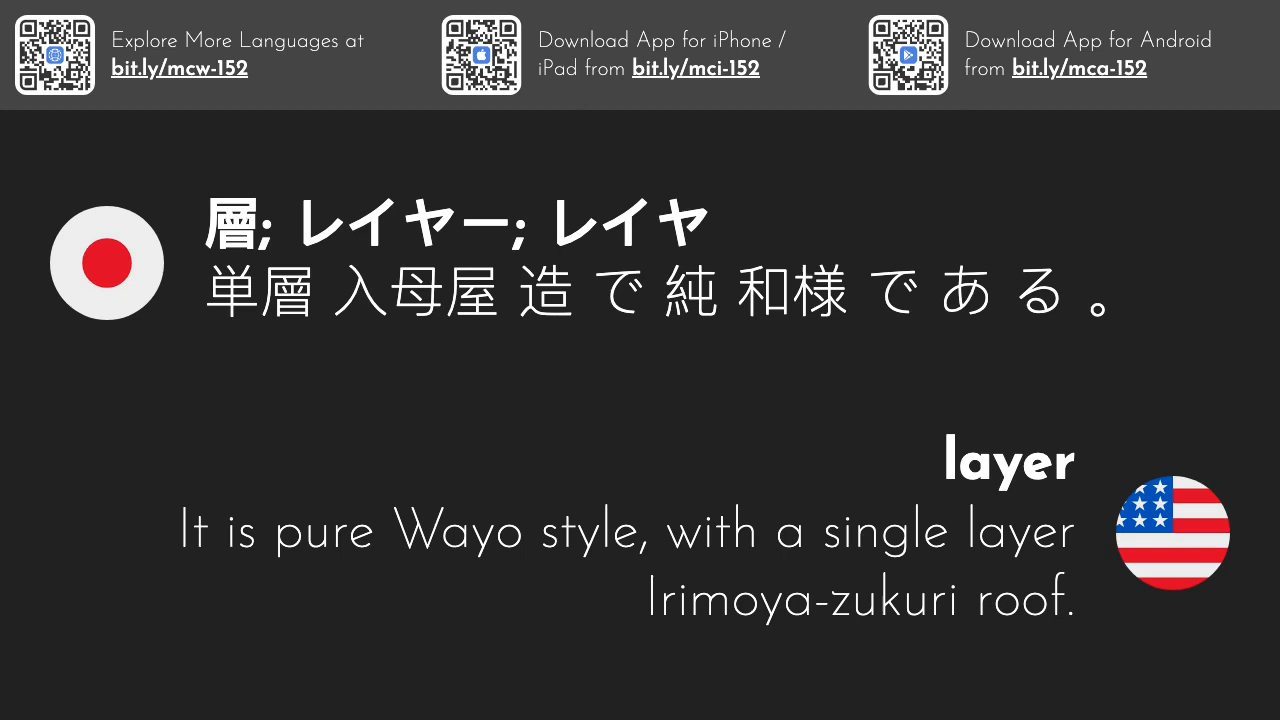 Explore More Languages at
bit.ly/mcw-152
Download App for iPhone /
iPad from bit.ly/mci-152
Download App for Android
from bit.ly/mca-152
層; レイヤー; レイヤ
単層 入母屋 造 で 純 和様 で あ る 。
layer
It is pure Wayo style, with a single layer
Irimoya-zukuri roof.